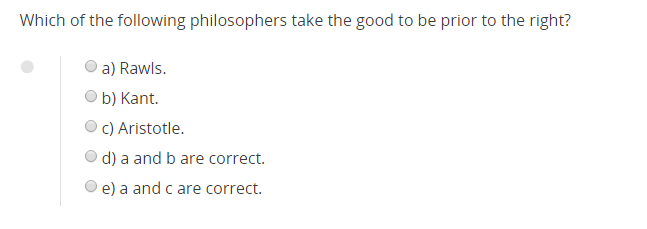 Which of the following philosophers take the good to be prior to the right?
a) Rawls.
b) Kant.
c) Aristotle.
d) a and b are correct.
e) a and c are correct.